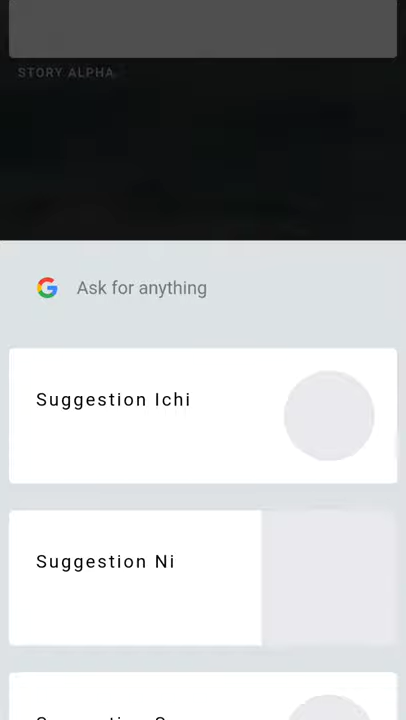 STORY ALPHA
Ask for anything
Suggestion Ichi
Suggestion Ni